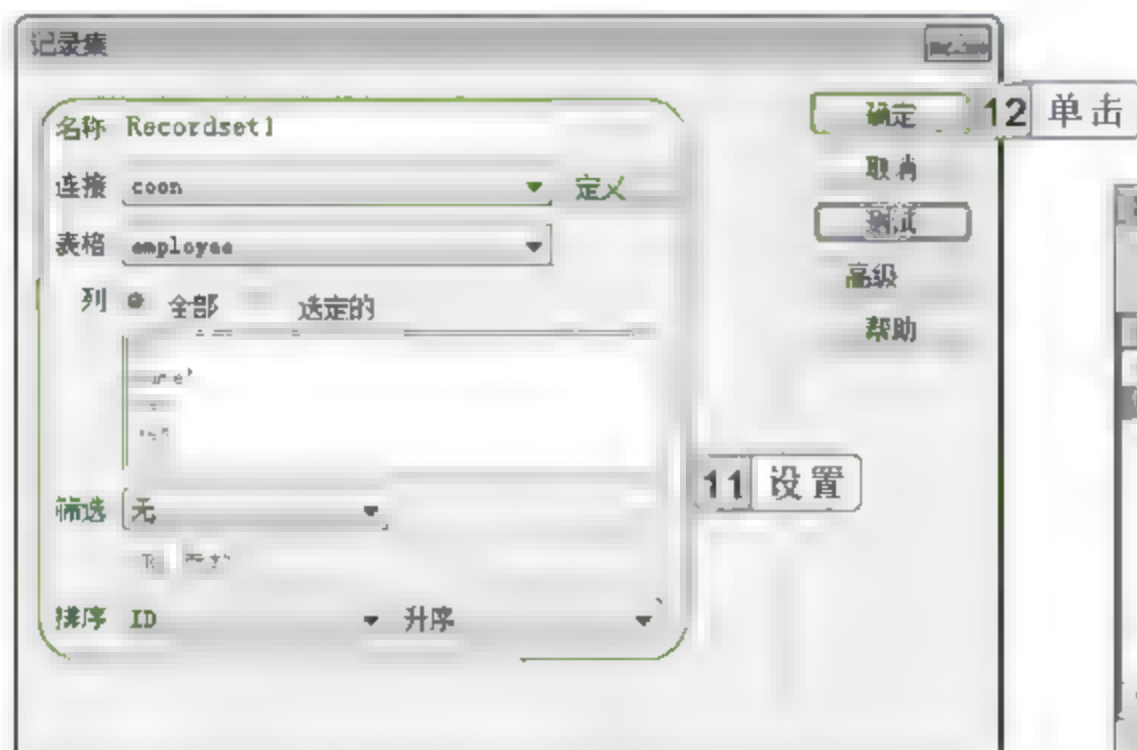 记录集
名称 Recordset1
连接 coon 定义
表格 employee
列 全部 选定的
筛选 无
排序 ID 升序
确定
取消
测试
高级
帮助
11 设置
12 单击